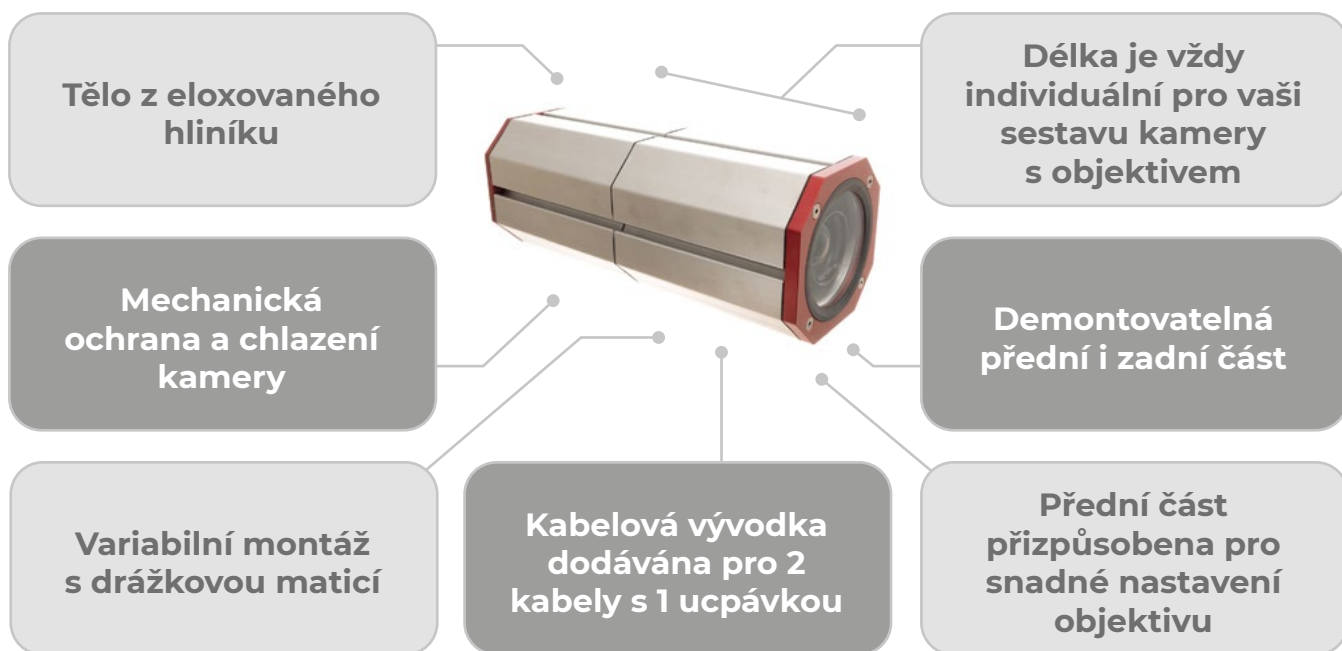 Tělo z eloxovaného
hliníku
Délka je vždy
individuální pro vaši
sestavu kamery
s objektivem
Mechanická
ochrana a chlazení
kamery
Demontovatelná
přední i zadní část
Variabilní montáž
s drážkovou maticí
Kabelová vývodka
dodávána pro 2
kabely s 1 ucpávkou
Přední část
přizpůsobena pro
snadné nastavení
objektivu